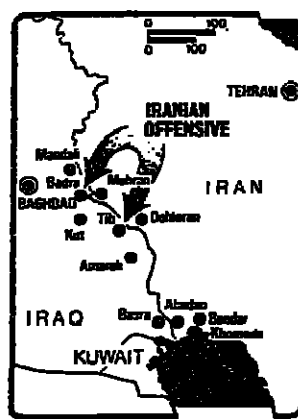 0 100
0 100
TEHRAN
IRANIAN
OFFENSIVE
Mandali
Badra
Mehran
IRAN
BAGHDAD
Tib
Dehloran
Kut
Amarah
IRAQ
Basra
Abadan
Bandar
Khomeini
KUWAIT